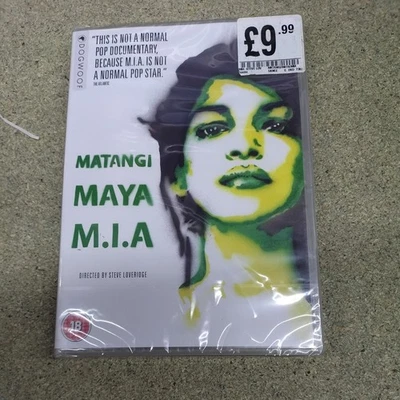 DOGWOOF
"THIS IS NOT A NORMAL
POP DOCUMENTARY,
BECAUSE M.I.A. IS NOT
A NORMAL POP STAR."
£9.99
MATANGI
MAYA
M.I.A
DIRECTED BY STEVE LOVERIDGE
18